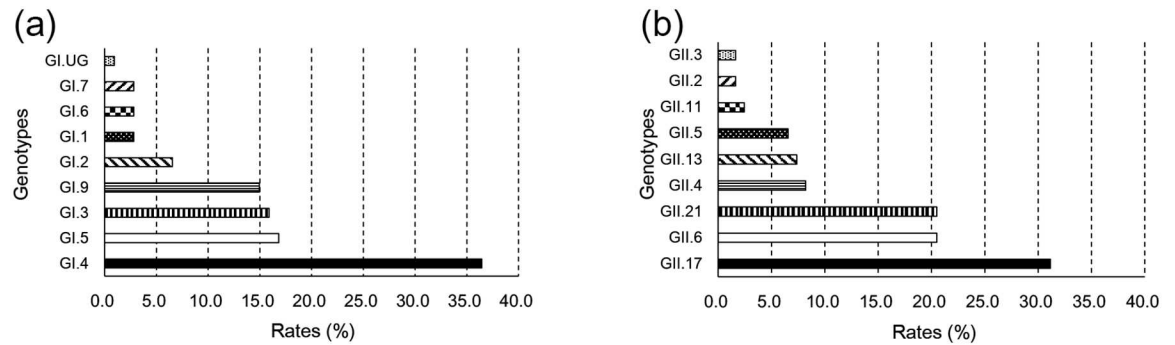 (a)
Genotypes
GI.UG
GI.7
GI.6
GI.1
GI.2
GI.9
GI.3
GI.5
GI.4
0.0 5.0 10.0 15.0 20.0 25.0 30.0 35.0 40.0
Rates (%)
(b)
Genotypes
GII.3
GII.2
GII.11
GII.5
GII.13
GII.4
GII.21
GII.6
GII.17
0.0 5.0 10.0 15.0 20.0 25.0 30.0 35.0 40.0
Rates (%)